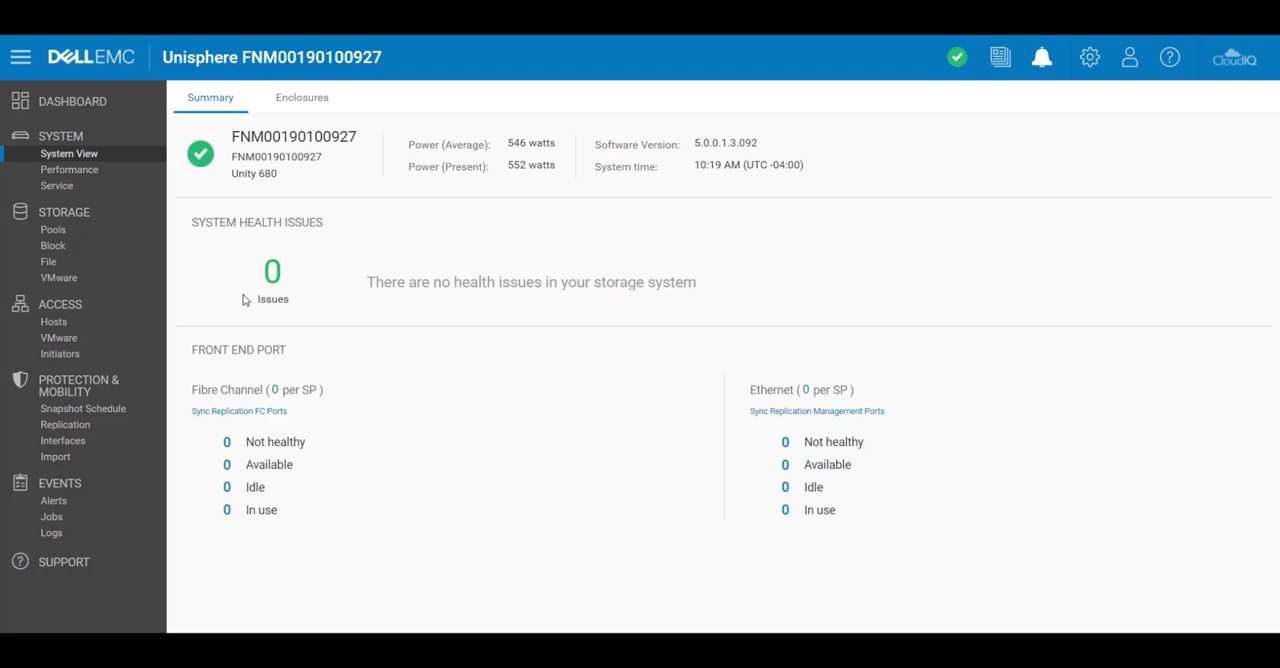 DELLEMC
Unisphere FNM00190100927
CloudIQ
DASHBOARD
SYSTEM
System View
Performance
Service
STORAGE
Pools
Block
File
VMware
ACCESS
Hosts
VMware
Initiators
PROTECTION &
MOBILITY
Snapshot Schedule
Replication
Interfaces
Import
EVENTS
Alerts
Jobs
Logs
SUPPORT
Summary
Enclosures
FNM00190100927
FNM00190100927
Unity 680
Power (Average): 546 watts
Power (Present): 552 watts
Software Version: 5.0.0.1.3.092
System time: 10:19 AM (UTC -04:00)
SYSTEM HEALTH ISSUES
0
Issues
There are no health issues in your storage system
FRONT END PORT
Fibre Channel ( 0 per SP )
Sync Replication FC Ports
0 Not healthy
0 Available
0 Idle
0 In use
Ethernet ( 0 per SP )
Sync Replication Management Ports
0 Not healthy
0 Available
0 Idle
0 In use